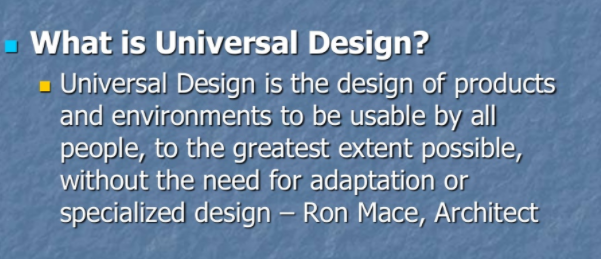 What is Universal Design?
Universal Design is the design of products
and environments to be usable by all
people, to the greatest extent possible,
without the need for adaptation or
specialized design – Ron Mace, Architect